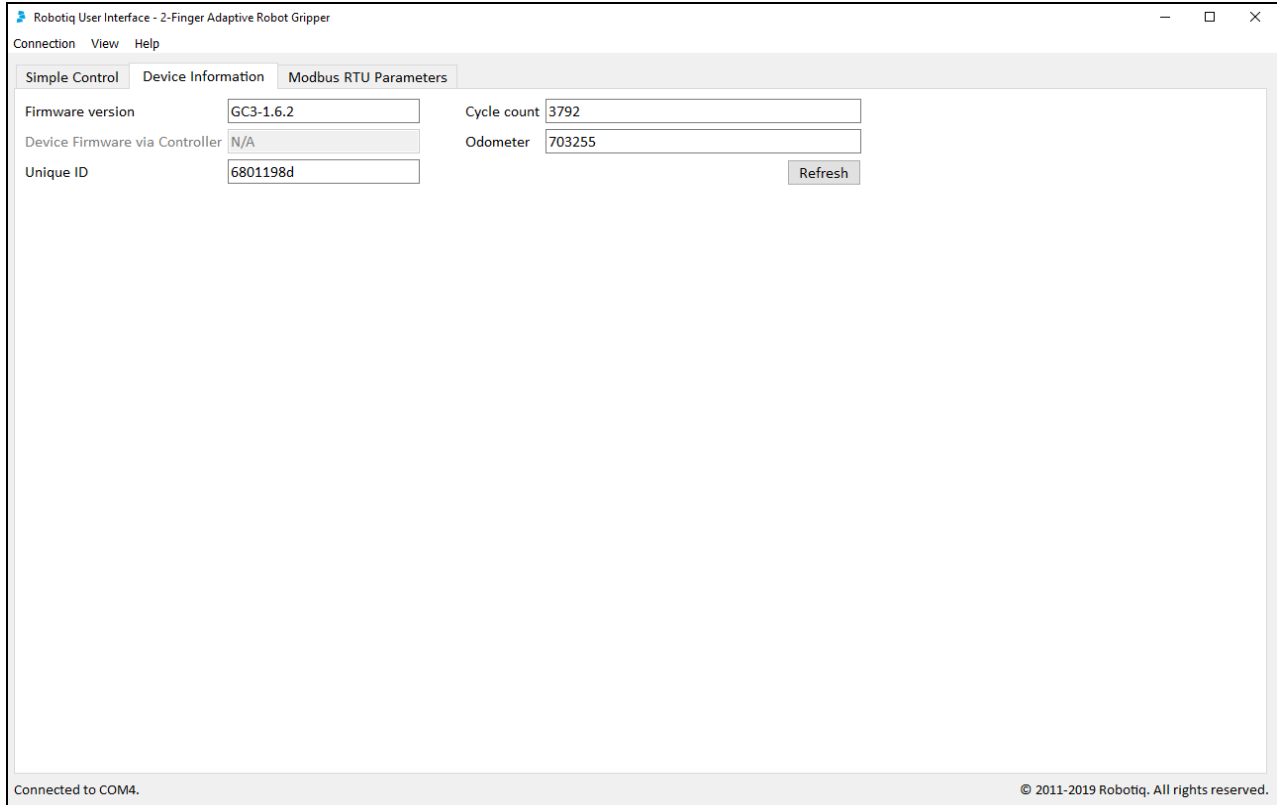 Robotiq User Interface - 2-Finger Adaptive Robot Gripper
Connection View Help
Simple Control Device Information Modbus RTU Parameters
Firmware version GC3-1.6.2 Cycle count 3792
Device Firmware via Controller N/A Odometer 703255
Unique ID 6801198d Refresh
Connected to COM4. © 2011-2019 Robotiq. All rights reserved.